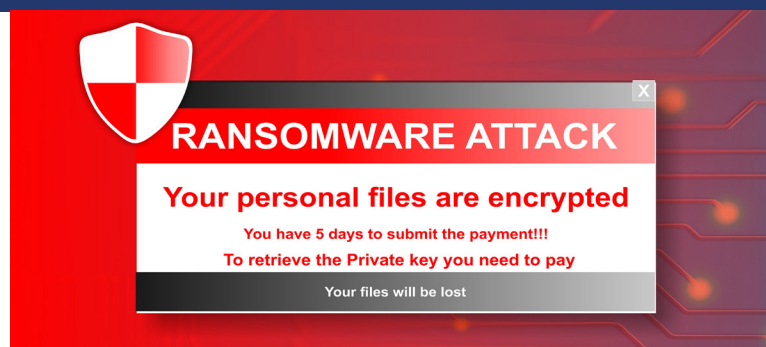 X
RANSOMWARE ATTACK
Your personal files are encrypted
You have 5 days to submit the payment!!!
To retrieve the Private key you need to pay
Your files will be lost